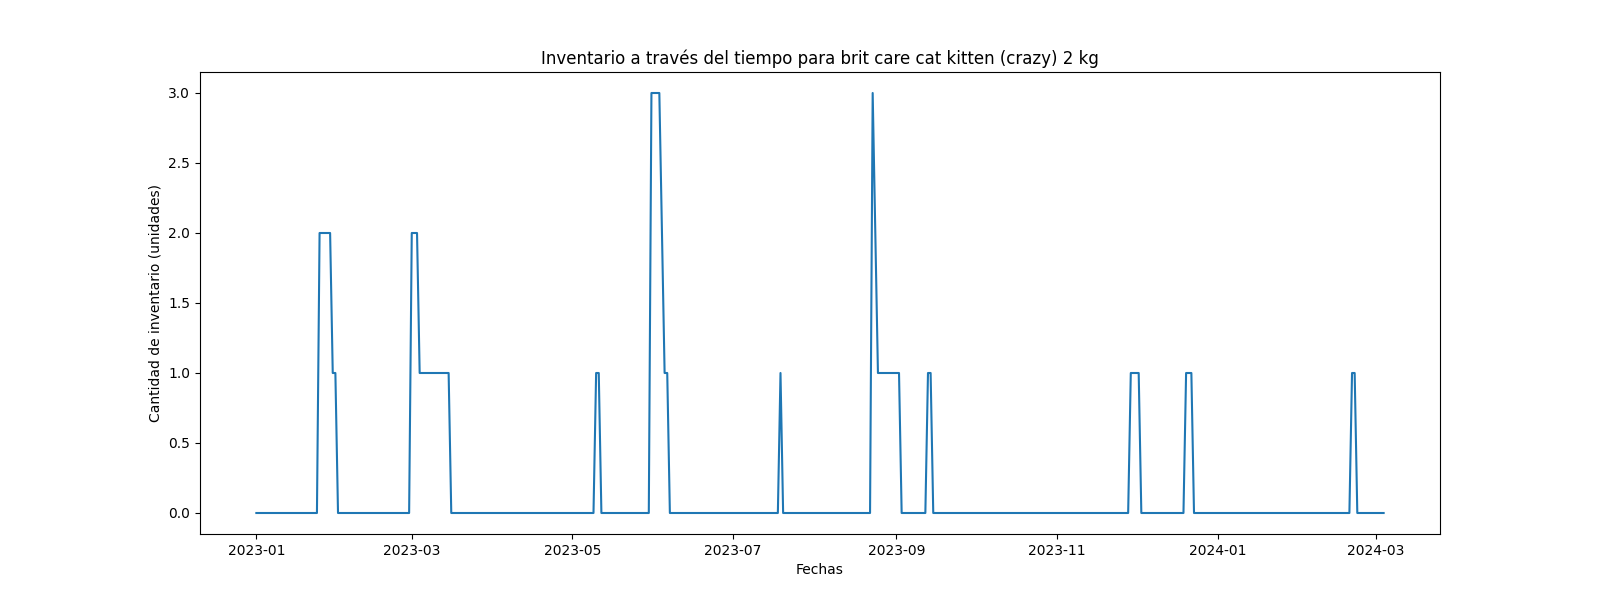 Inventario a través del tiempo para brit care cat kitten (crazy) 2 kg
Cantidad de inventario (unidades)
3.0
2.5
2.0
1.5
1.0
0.5
0.0
2023-01 2023-03 2023-05 2023-07 2023-09 2023-11 2024-01 2024-03
Fechas